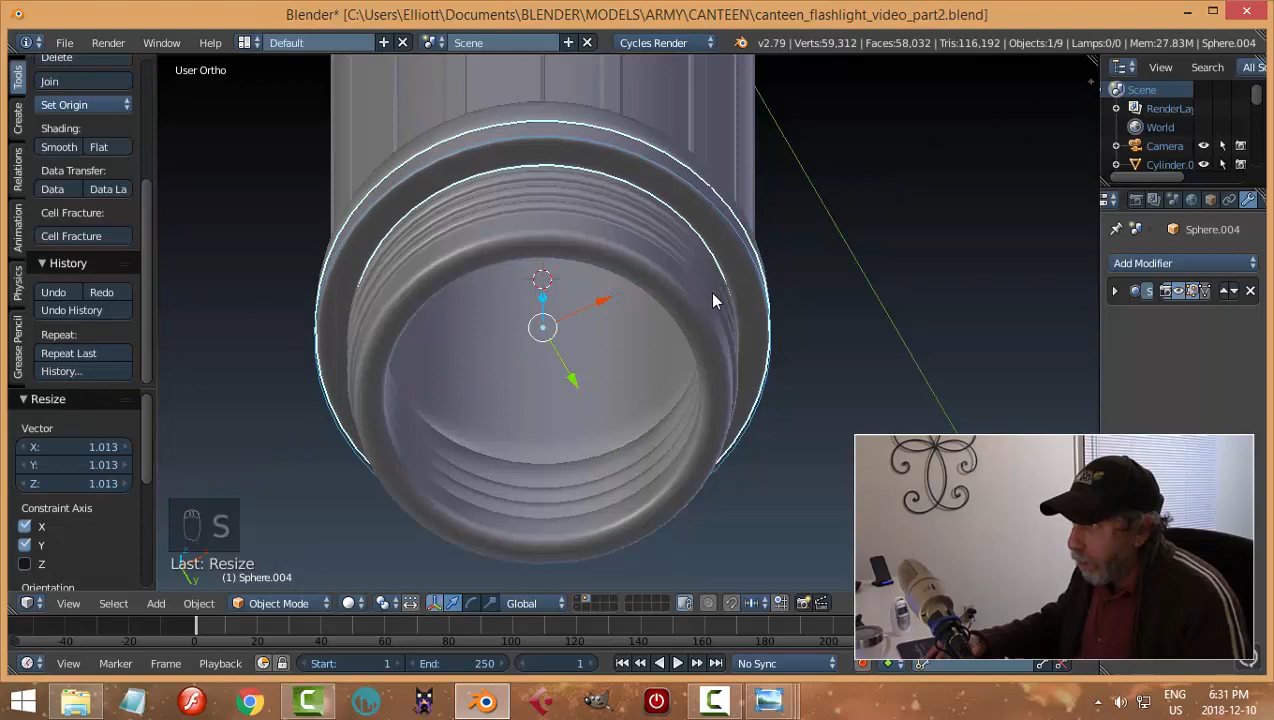 Blender* [C:\Users\Elliott\Documents\BLENDER\MODELS\ARMY\CANTEEN\canteen_flashlight_video_part2.blend]
File Render Window Help Default Scene Cycles Render v2.79 | Verts:59,312 | Faces:58,032 | Tris:116,192 | Objects:1/9 | Lamps:0/0 | Mem:27.83M | Sphere.004
Tools
Create
Relations
Animation
Physics
Grease Pencil
Delete
Join
Set Origin
Shading:
Smooth Flat
Data Transfer:
Data Data La
Cell Fracture:
Cell Fracture
History
Undo Redo
Undo History
Repeat:
Repeat Last
History...
Resize
Vector
X: 1.013
Y: 1.013
Z: 1.013
Constraint Axis
X
Y
Z
Orientation
User Ortho
S
Last: Resize
(1) Sphere.004
View Search All S
Scene
RenderLay
World
Camera
Cylinder.0
Sphere.004
Add Modifier
S
View Select Add Object Object Mode Global
-40 -20 0 20 40 60 80 100 120 140 160 180 200
View Marker Frame Playback Start: 1 End: 250 1 No Sync
ENG
US
6:31 PM
2018-12-10